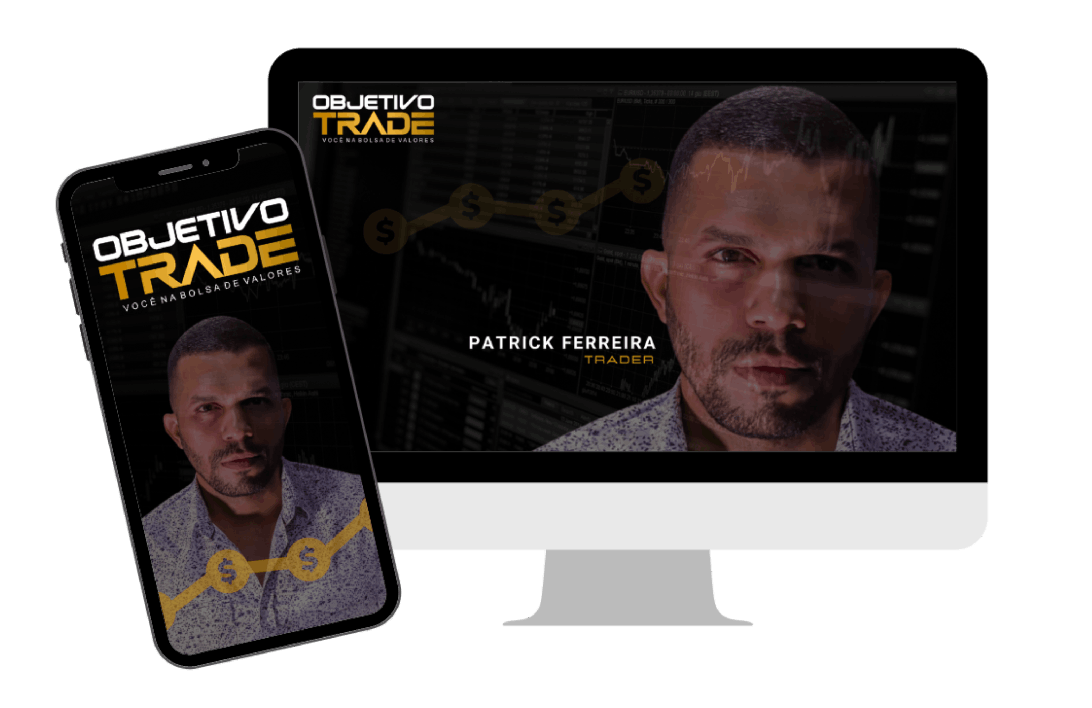 OBJETIVO
TRADE
VOCÊ NA BOLSA DE VALORES
PATRICK FERREIRA
TRADER
OBJETIVO
TRADE
VOCÊ NA BOLSA DE VALORES
$ $ $ $
$ $